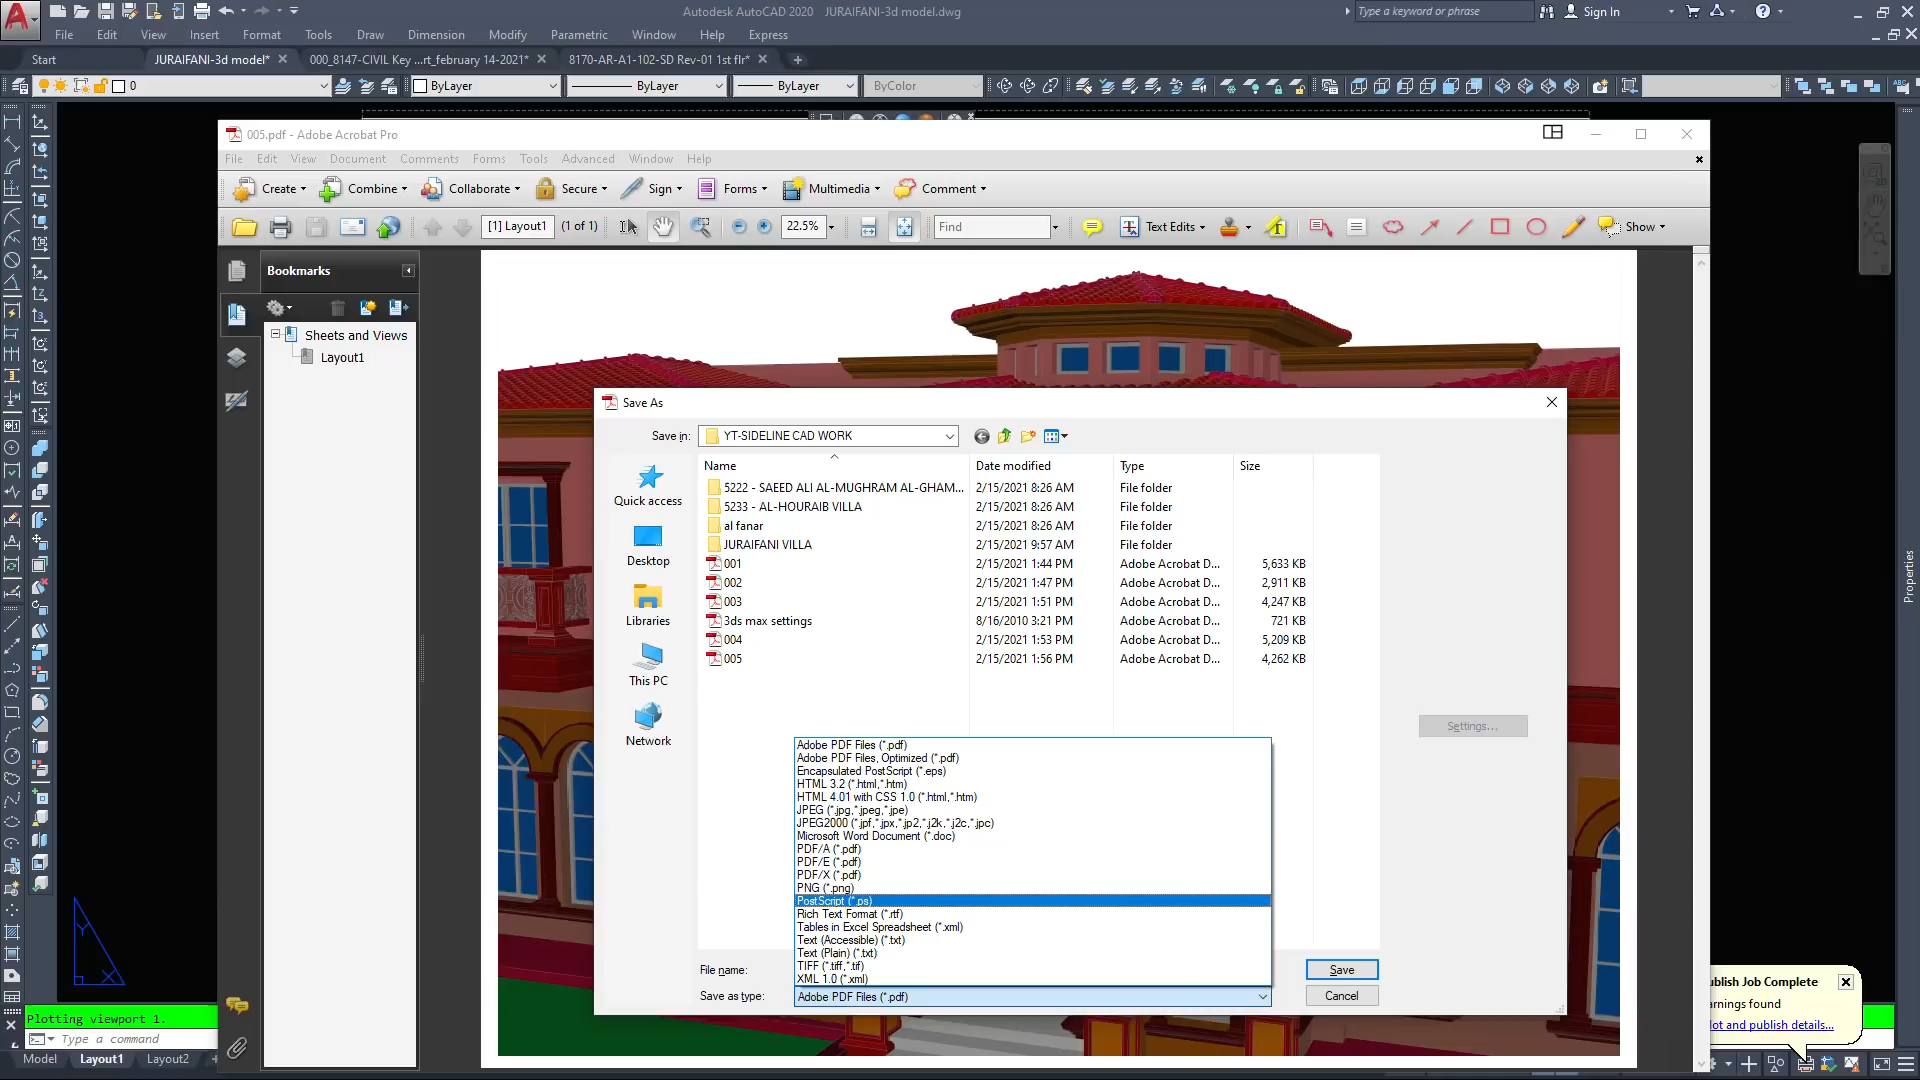 Autodesk AutoCAD 2020 JURAIFANI-3d model.dwg
Type a keyword or phrase
Sign In
File Edit View Insert Format Tools Draw Dimension Modify Parametric Window Help Express
Start
JURAIFANI-3d model*
000_8147-CIVIL Key ...rt_february 14-2021*
8170-AR-A1-102-SD Rev-01 1st flr*
0
ByLayer
ByLayer
ByLayer
ByColor
005.pdf - Adobe Acrobat Pro
File Edit View Document Comments Forms Tools Advanced Window Help
Create Combine Collaborate Secure Sign Forms Multimedia Comment
[1] Layout1 (1 of 1) 22.5% Find Text Edits Show
Bookmarks
Sheets and Views
Layout1
Save As
Save in: YT-SIDELINE CAD WORK
Name Date modified Type Size
5222 - SAEED ALI AL-MUGHRAM AL-GHAM... 2/15/2021 8:26 AM File folder
5233 - AL-HOURAIB VILLA 2/15/2021 8:26 AM File folder
al fanar 2/15/2021 8:26 AM File folder
JURAIFANI VILLA 2/15/2021 9:57 AM File folder
001 2/15/2021 1:44 PM Adobe Acrobat D... 5,633 KB
002 2/15/2021 1:47 PM Adobe Acrobat D... 2,911 KB
003 2/15/2021 1:51 PM Adobe Acrobat D... 4,247 KB
3ds max settings 8/16/2010 3:21 PM Adobe Acrobat D... 721 KB
004 2/15/2021 1:53 PM Adobe Acrobat D... 5,209 KB
005 2/15/2021 1:56 PM Adobe Acrobat D... 4,262 KB
Quick access
Desktop
Libraries
This PC
Network
Settings...
Adobe PDF Files (*.pdf)
Adobe PDF Files, Optimized (*.pdf)
Encapsulated PostScript (*.eps)
HTML 3.2 (*.html,*.htm)
HTML 4.01 with CSS 1.0 (*.html,*.htm)
JPEG (*.jpg,*.jpeg,*.jpe)
JPEG2000 (*.jpf,*.jpx,*.jp2,*.j2k,*.j2c,*.jpc)
Microsoft Word Document (*.doc)
PDF/A (*.pdf)
PDF/E (*.pdf)
PDF/X (*.pdf)
PNG (*.png)
PostScript (*.ps)
Rich Text Format (*.rtf)
Tables in Excel Spreadsheet (*.xml)
Text (Accessible) (*.txt)
Text (Plain) (*.txt)
TIFF (*.tiff,*.tif)
XML 1.0 (*.xml)
File name:
Save
Save as type: Adobe PDF Files (*.pdf)
Cancel
Properties
ublish Job Complete
arnings found
lot and publish details...
Plotting viewport 1.
Type a command
Model Layout1 Layout2